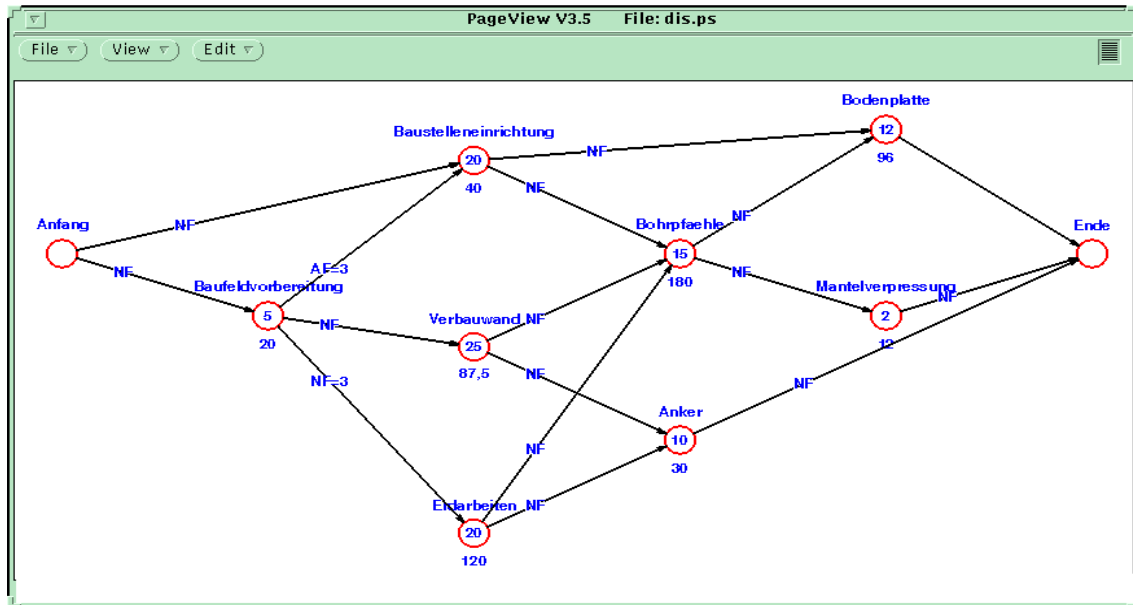 PageView V3.5 File: dis.ps
File View Edit
Bodenplatte
12
96
Baustelleneinrichtung
20
40
NF
NF
Anfang
NF
NF
Bohrpfaehle
15
180
NF
NF
Ende
AF=3
Baufeldvorbereitung
5
20
NF
NF=3
Verbauwand
25
87,5
NF
NF
Mantelverpressung
2
12
NF
Anker
10
30
NF
Erdarbeiten
20
120
NF
NF